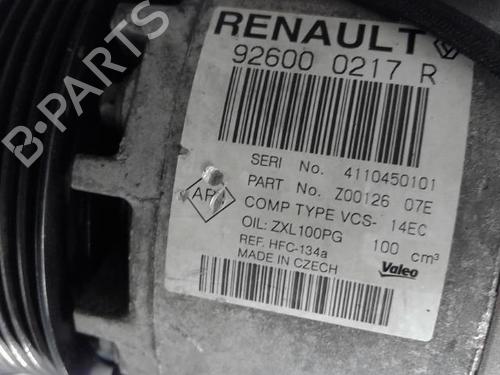 RENAULT
92600 0217 R
SERI No. 4110450101
PART No. Z00126 07E
COMP TYPE VCS- 14EC
OIL: ZXL100PG 100 cm³
REF. HFC-134a
MADE IN CZECH
Valeo
B-PARTS